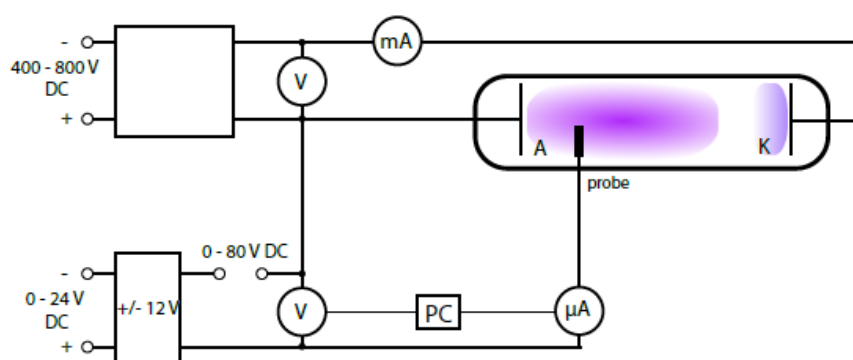 -
mA
400 - 800 V
DC
V
+
A
K
probe
0 - 80 V DC
-
0 - 24 V
DC
+/- 12 V
V
PC
µA
+